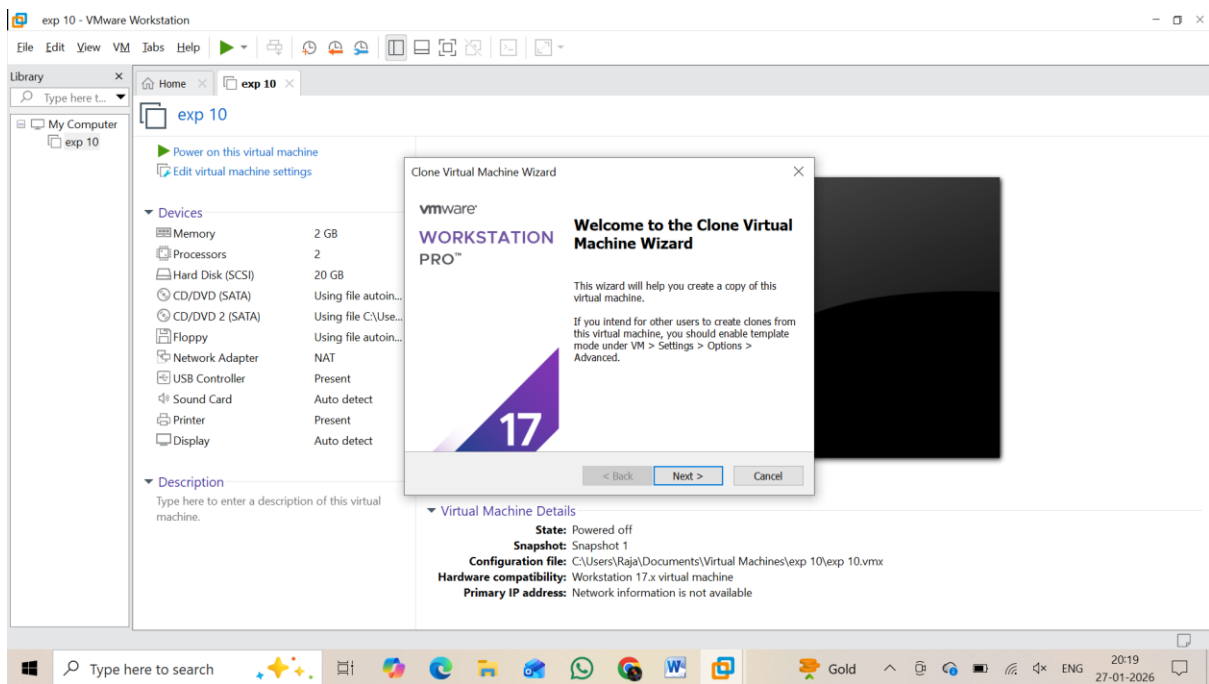 exp 10 - VMware Workstation
File Edit View VM Tabs Help
Library
Type here t...
My Computer
exp 10
Home
exp 10
exp 10
Power on this virtual machine
Edit virtual machine settings
Devices
Memory 2 GB
Processors 2
Hard Disk (SCSI) 20 GB
CD/DVD (SATA) Using file autoin...
CD/DVD 2 (SATA) Using file C:\Use...
Floppy Using file autoin...
Network Adapter NAT
USB Controller Present
Sound Card Auto detect
Printer Present
Display Auto detect
Description
Type here to enter a description of this virtual
machine.
Clone Virtual Machine Wizard
vmware
WORKSTATION
PRO™
17
Welcome to the Clone Virtual
Machine Wizard
This wizard will help you create a copy of this
virtual machine.
If you intend for other users to create clones from
this virtual machine, you should enable template
mode under VM > Settings > Options >
Advanced.
< Back Next > Cancel
Virtual Machine Details
State: Powered off
Snapshot: Snapshot 1
Configuration file: C:\Users\Raja\Documents\Virtual Machines\exp 10\exp 10.vmx
Hardware compatibility: Workstation 17.x virtual machine
Primary IP address: Network information is not available
Type here to search
Gold
ENG
20:19
27-01-2026